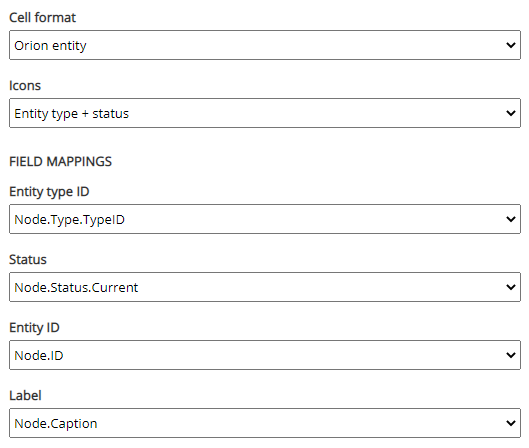 Cell format
Orion entity
Icons
Entity type + status
FIELD MAPPINGS
Entity type ID
Node.Type.TypeID
Status
Node.Status.Current
Entity ID
Node.ID
Label
Node.Caption